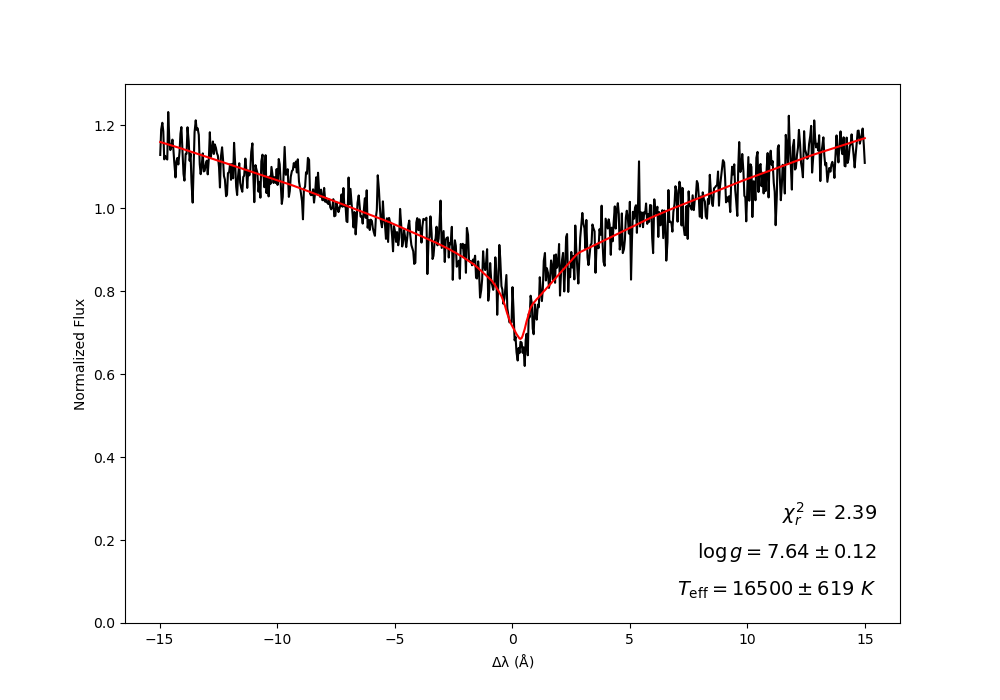 1.2
1.0
0.8
0.6
0.4
0.2
0.0
Normalized Flux
χ²ᵣ = 2.39
log g = 7.64 ± 0.12
T_eff = 16500 ± 619 K
−15 −10 −5 0 5 10 15
Δλ (Å)